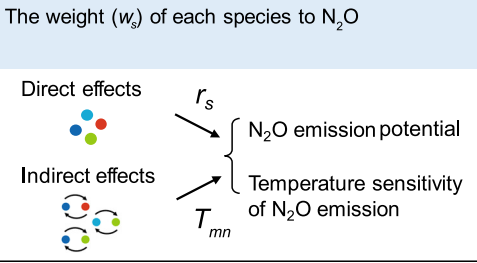 The weight (wₛ) of each species to N₂O
Direct effects
rₛ
N₂O emission potential
Indirect effects
Temperature sensitivity
of N₂O emission
Tₘₙ